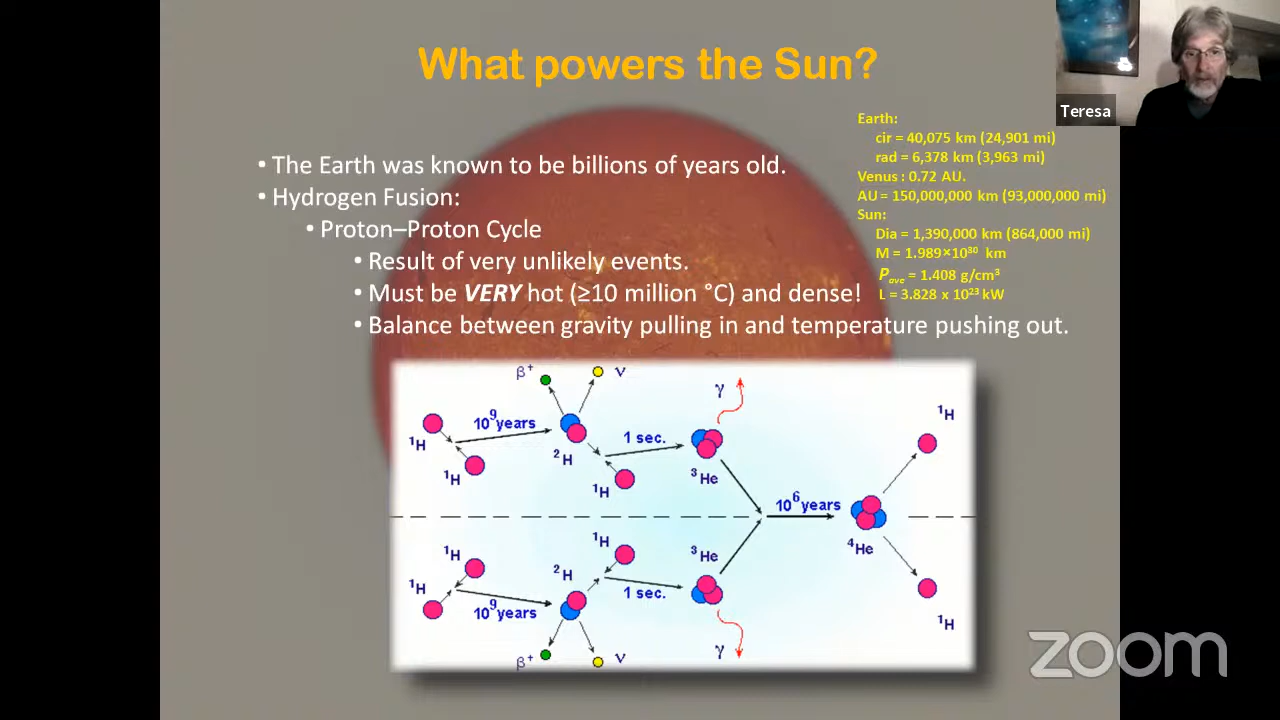 What powers the Sun?
Teresa
Earth:
cir = 40,075 km (24,901 mi)
rad = 6,378 km (3,963 mi)
Venus : 0.72 AU.
AU = 150,000,000 km (93,000,000 mi)
Sun:
Dia = 1,390,000 km (864,000 mi)
M = 1.989×10³⁰ km
Pₐᵥₑ = 1.408 g/cm³
L = 3.828 x 10²³ kW
• The Earth was known to be billions of years old.
• Hydrogen Fusion:
• Proton–Proton Cycle
• Result of very unlikely events.
• Must be VERY hot (≥10 million °C) and dense!
• Balance between gravity pulling in and temperature pushing out.
β⁺ ν γ
¹H 10⁹ years ²H 1 sec. ³He ¹H
¹H ¹H
10⁶ years ⁴He
¹H ¹H ³He
¹H 10⁹ years ²H 1 sec. ¹H
β⁺ ν γ
zoom